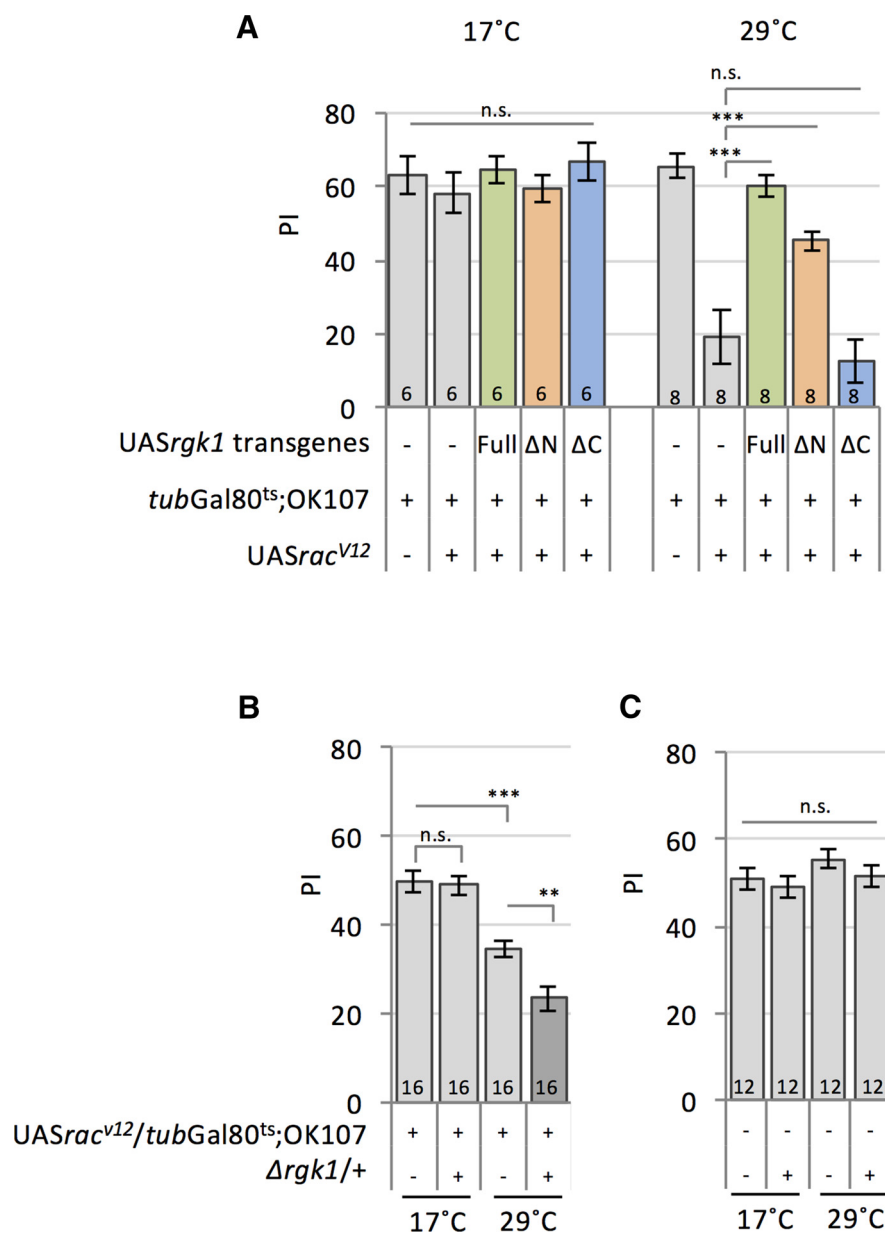 A
17˚C 29˚C
n.s.
n.s.
***
***
80
60
40
20
0
PI
6 6 6 6 6 8 8 8 8 8
UASrgk1 transgenes - - Full ΔN ΔC - - Full ΔN ΔC
tubGal80ts;OK107 + + + + + + + + + +
UASracV12 - + + + + - + + + +
B
80
60
40
20
0
PI
***
n.s.
**
16 16 16 16
UASracv12/tubGal80ts;OK107 + + + +
Δrgk1/+ - + - +
17˚C 29˚C
C
80
60
40
20
0
PI
n.s.
12 12 12 12
- - - -
- + - +
17˚C 29˚C